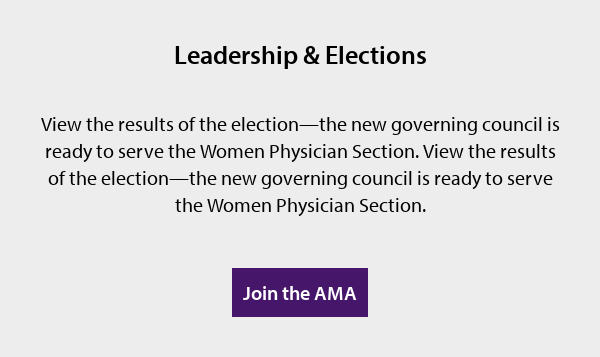 Leadership & Elections
View the results of the election—the new governing council is
ready to serve the Women Physician Section. View the results
of the election—the new governing council is ready to serve
the Women Physician Section.
Join the AMA